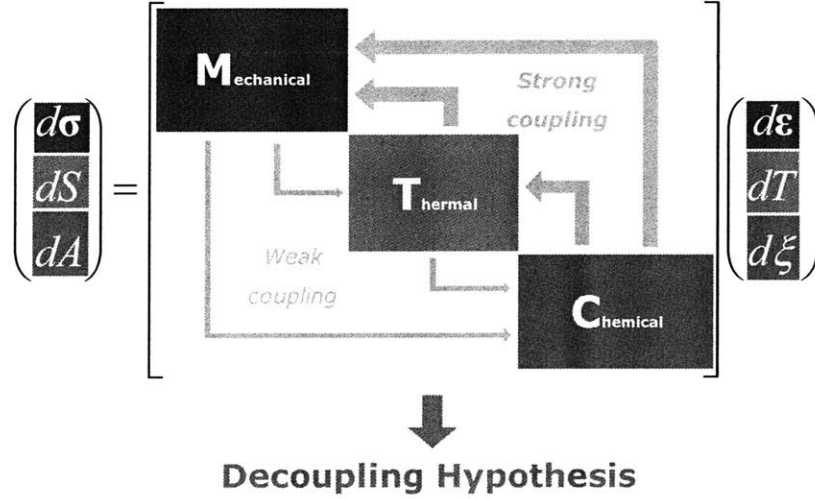 Mechanical
Strong
coupling
dσ
dε
dS
=
Thermal
dT
dA
Weak
coupling
dξ
Chemical
Decoupling Hypothesis